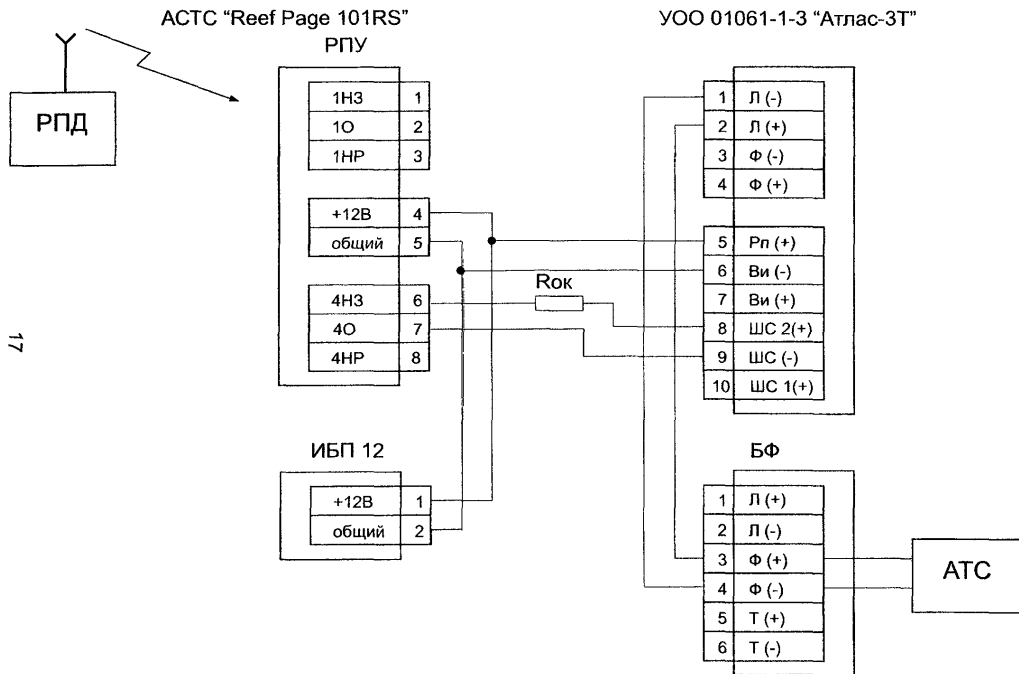 АСТС "Reef Page 101RS"
УОО 01061-1-3 "Атлас-3Т"
РПУ
РПД
1НЗ 1
1О 2
1НР 3
+12В 4
общий 5
4НЗ 6
4О 7
4НР 8
1 Л (-)
2 Л (+)
3 Ф (-)
4 Ф (+)
5 Рп (+)
6 Ви (-)
7 Ви (+)
8 ШС 2(+)
9 ШС (-)
10 ШС 1(+)
Rок
17
ИБП 12
+12В 1
общий 2
БФ
1 Л (+)
2 Л (-)
3 Ф (+)
4 Ф (-)
5 Т (+)
6 Т (-)
АТС